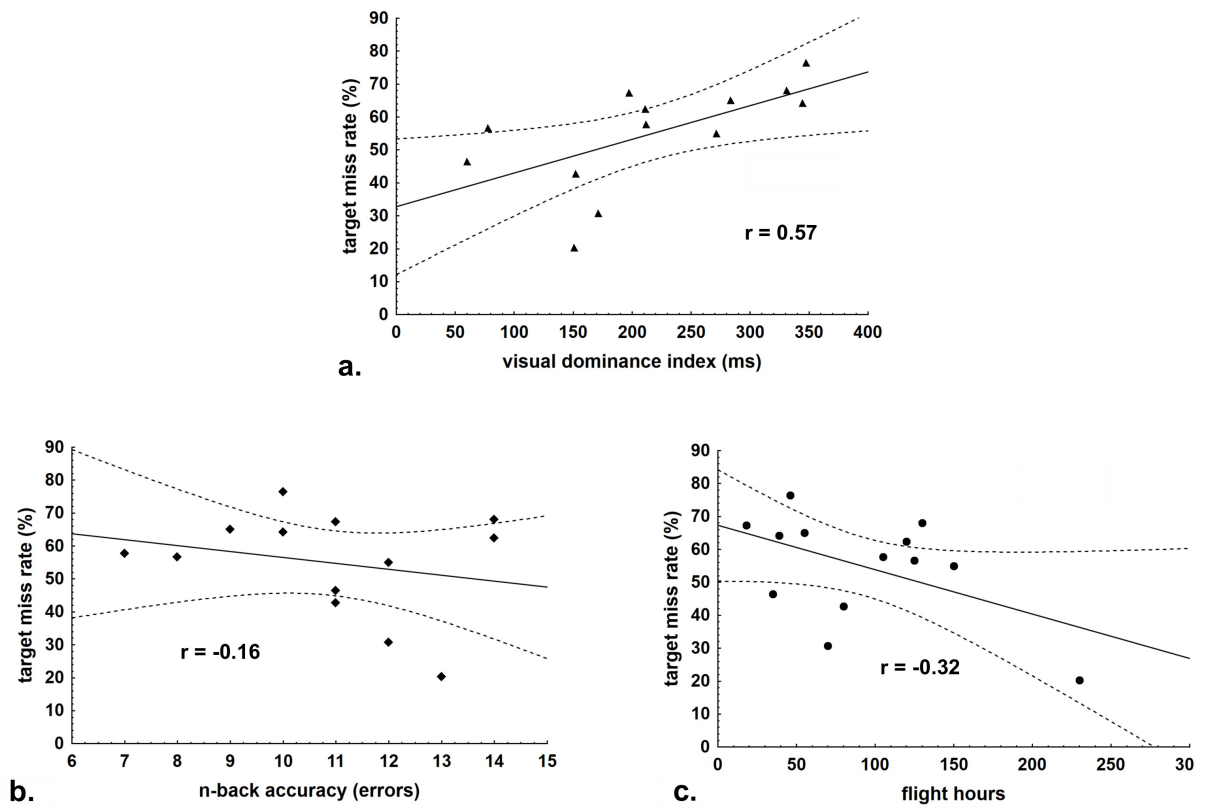 90
80
70
60
50
40
30
20
10
0
target miss rate (%)
r = 0.57
0 50 100 150 200 250 300 350 400
visual dominance index (ms)
a.
90
80
70
60
50
40
30
20
10
0
target miss rate (%)
r = -0.16
6 7 8 9 10 11 12 13 14 15
n-back accuracy (errors)
b.
90
80
70
60
50
40
30
20
10
0
target miss rate (%)
r = -0.32
0 50 100 150 200 250 30
flight hours
c.